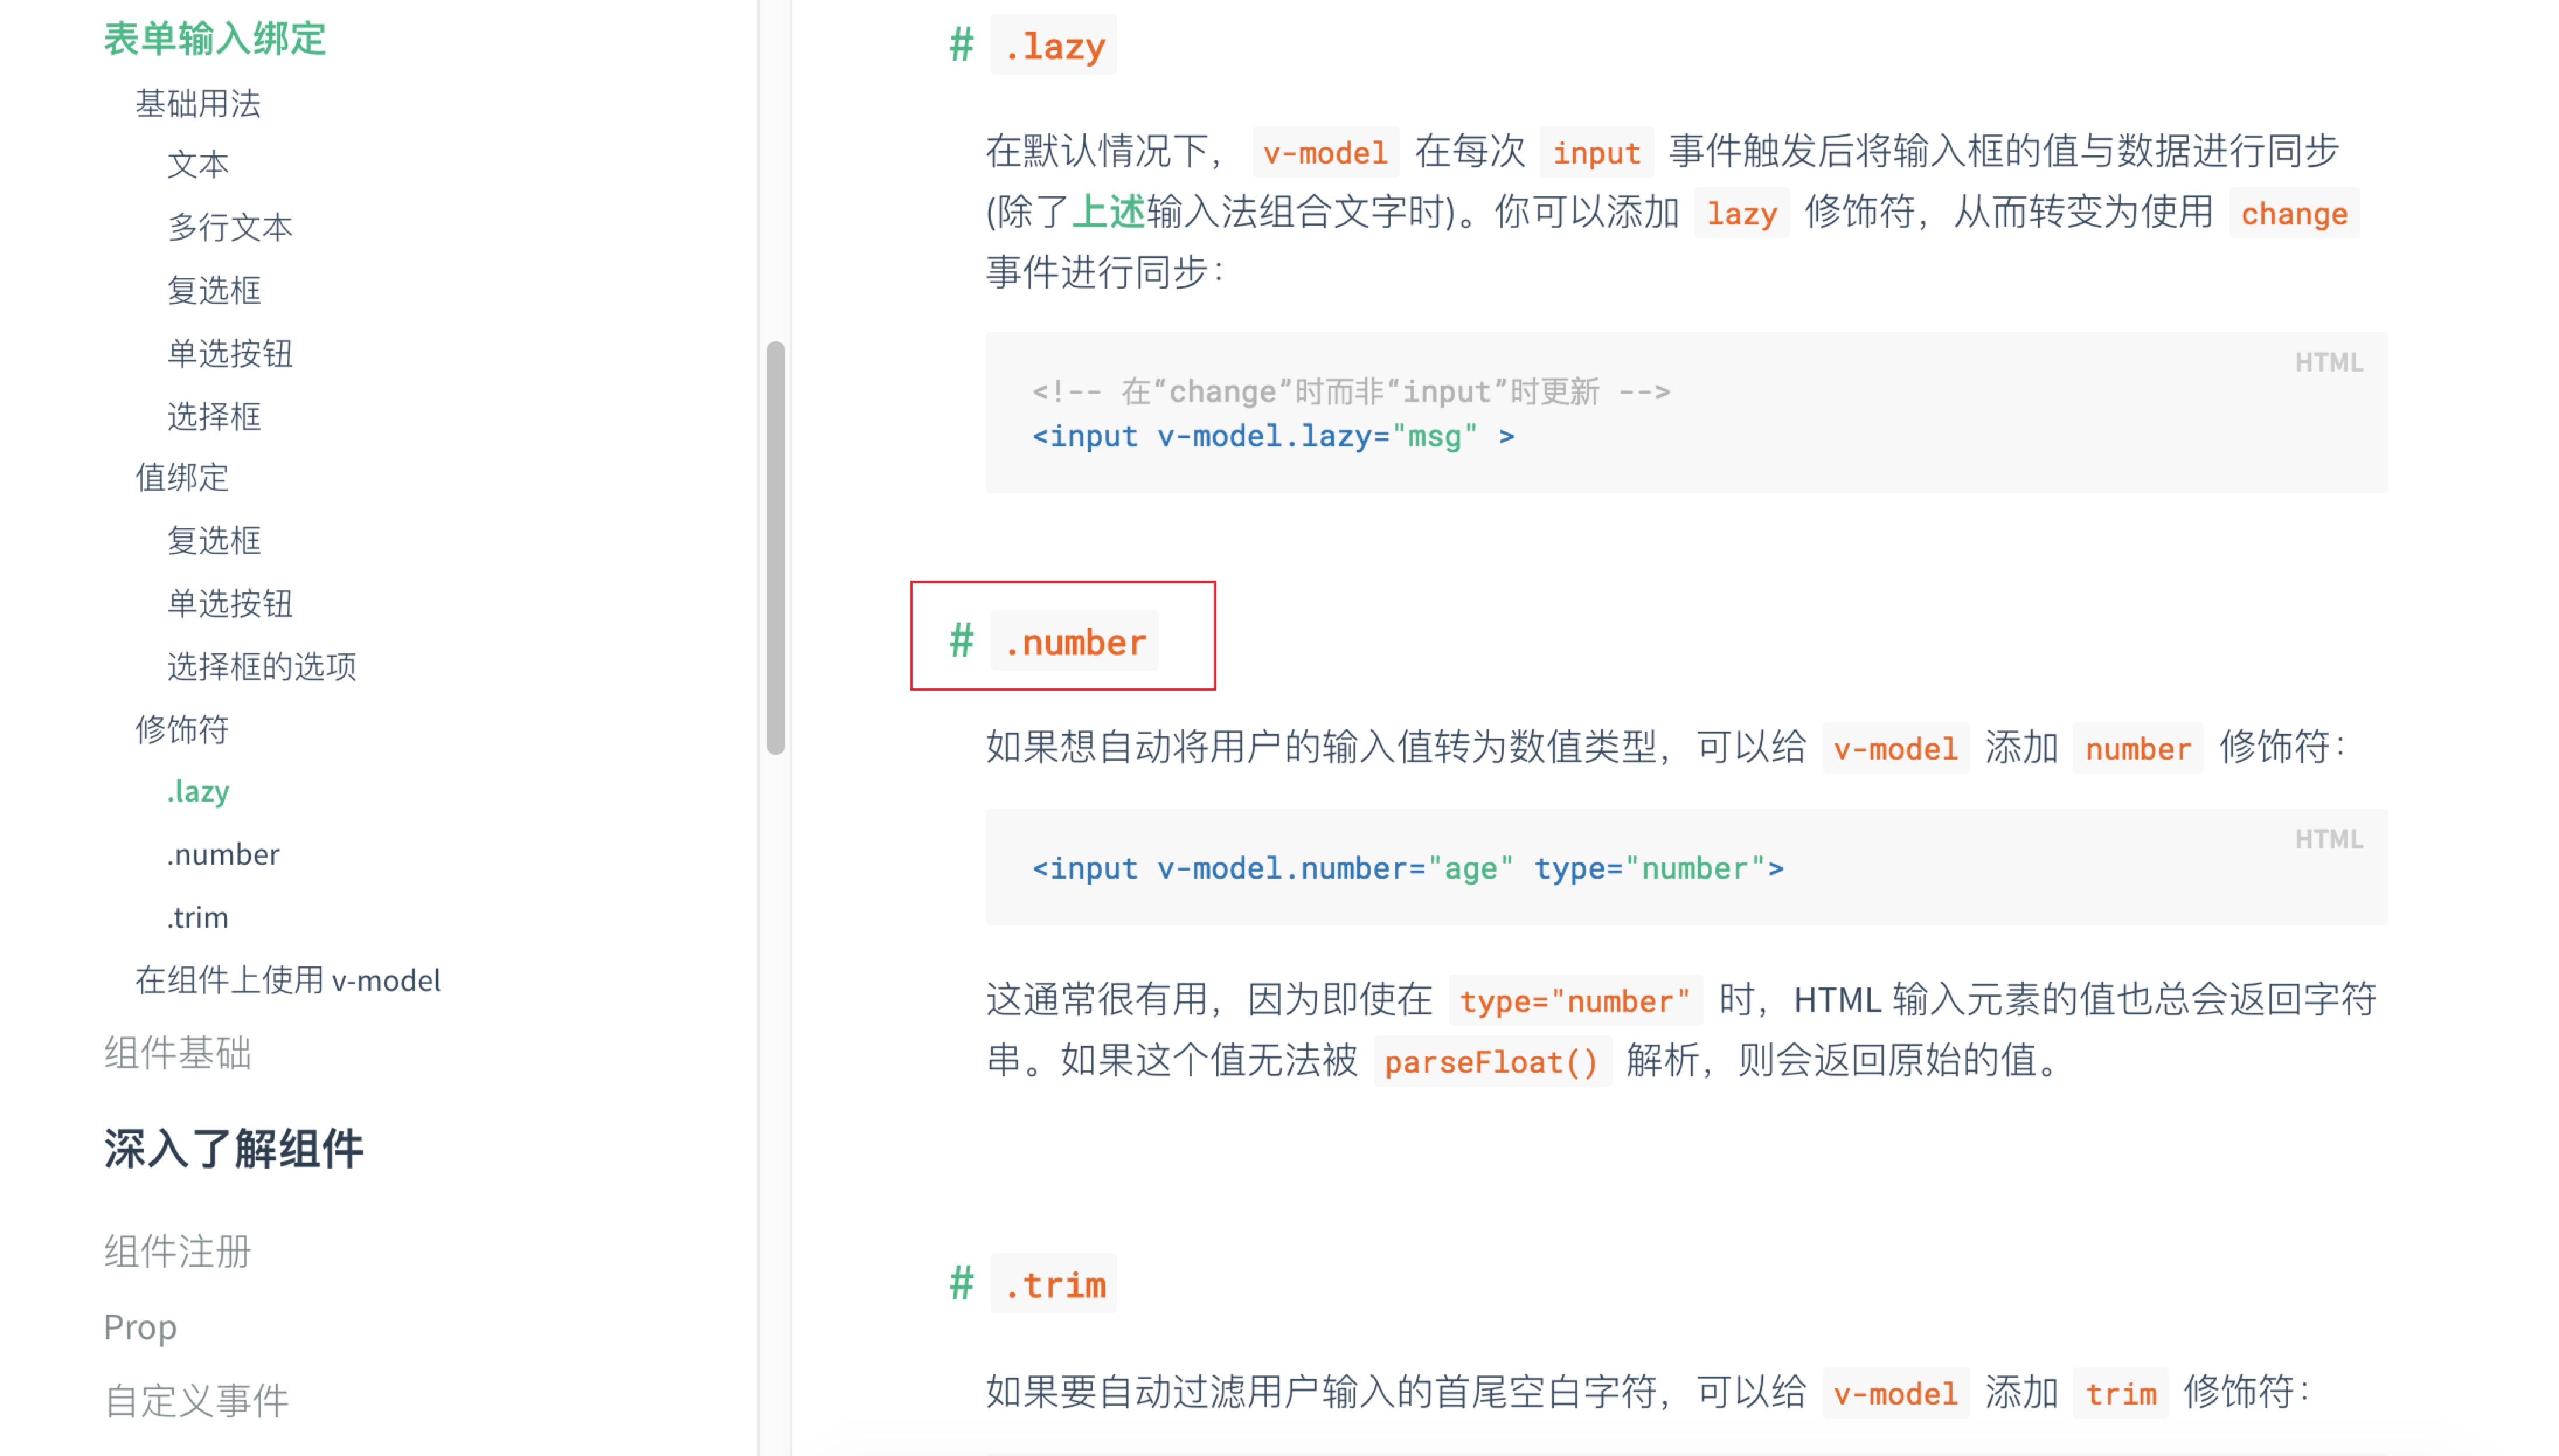 表单输入绑定
基础用法
文本
多行文本
复选框
单选按钮
选择框
值绑定
复选框
单选按钮
选择框的选项
修饰符
.lazy
.number
.trim
在组件上使用 v-model
组件基础
深入了解组件
组件注册
Prop
自定义事件
# .lazy
在默认情况下， v-model 在每次 input 事件触发后将输入框的值与数据进行同步
(除了上述输入法组合文字时)。你可以添加 lazy 修饰符，从而转变为使用 change
事件进行同步：
HTML
<!-- 在“change”时而非“input”时更新 -->
<input v-model.lazy="msg" >
# .number
如果想自动将用户的输入值转为数值类型，可以给 v-model 添加 number 修饰符：
HTML
<input v-model.number="age" type="number">
这通常很有用，因为即使在 type="number" 时，HTML 输入元素的值也总会返回字符
串。如果这个值无法被 parseFloat() 解析，则会返回原始的值。
# .trim
如果要自动过滤用户输入的首尾空白字符，可以给 v-model 添加 trim 修饰符：